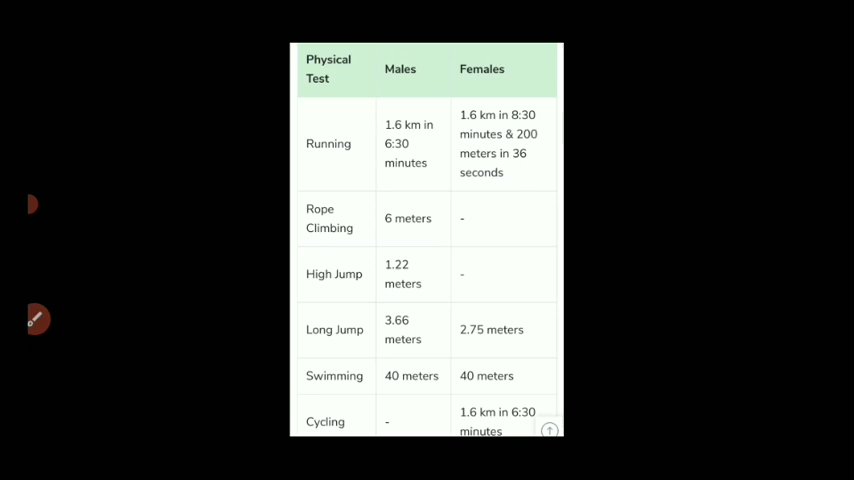 Physical
Test
Males
Females
Running
1.6 km in
6:30
minutes
1.6 km in 8:30
minutes & 200
meters in 36
seconds
Rope
Climbing
6 meters
-
High Jump
1.22
meters
-
Long Jump
3.66
meters
2.75 meters
Swimming
40 meters
40 meters
Cycling
-
1.6 km in 6:30
minutes